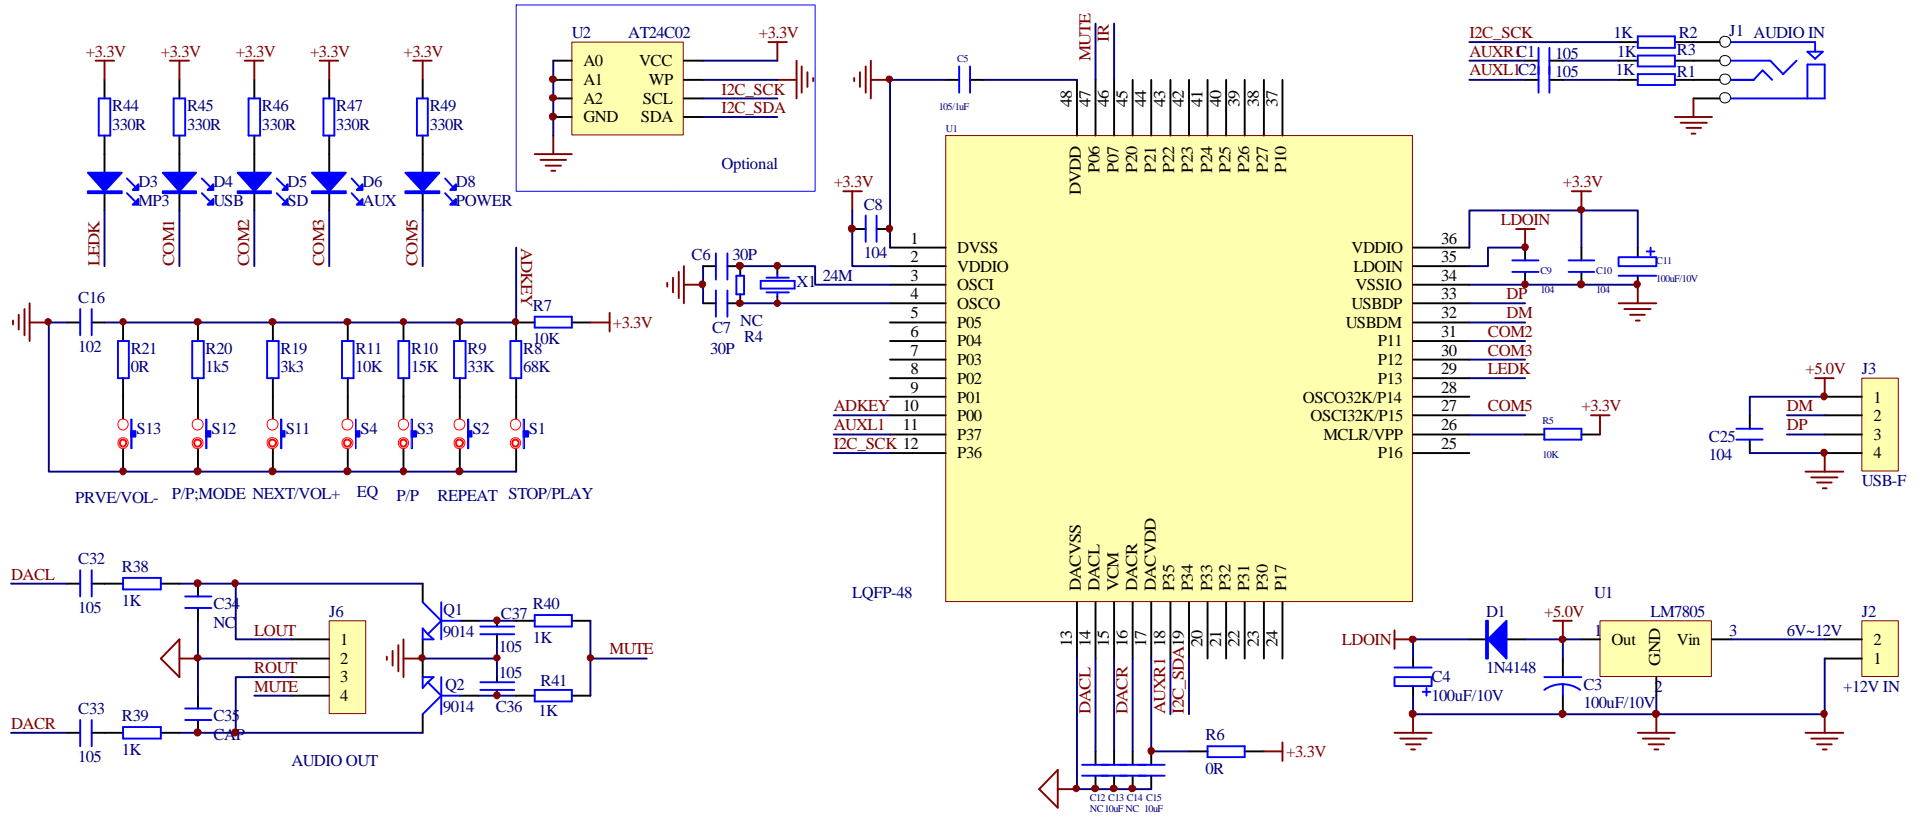 +3.3V +3.3V +3.3V +3.3V +3.3V
R44 R45 R46 R47 R49
330R 330R 330R 330R 330R
D3 D4 D5 D6 D8
MP3 USB SD AUX POWER
LEDK COM1 COM2 COM3 COM5
U2 AT24C02
+3.3V
A0 VCC
A1 WP
A2 SCL I2C_SCK
GND SDA I2C_SDA
Optional
ADKEY
C16
102
R7
10K
+3.3V
R21 R20 R19 R11 R10 R9 R8
0R 1k5 3k3 10K 15K 33K 68K
S13 S12 S11 S4 S3 S2 S1
PRVE/VOL- P/P;MODE NEXT/VOL+ EQ P/P REPEAT STOP/PLAY
C5
105/1uF
+3.3V
C8
104
C6 30P
24M
X1
C7 NC
30P R4
MUTE IR
48 47 46 45 44 43 42 41 40 39 38 37
U1
DVDD P06 P07 P20 P21 P22 P23 P24 P25 P26 P27 P10
1 DVSS
2 VDDIO
3 OSCI
4 OSCO
5 P05
6 P04
7 P03
8 P02
9 P01
ADKEY 10 P00
AUXL1 11 P37
I2C_SCK 12 P36
VDDIO 36
LDOIN 35
VSSIO 34
USBDP 33 DP
USBDM 32 DM
P11 31 COM2
P12 30 COM3
P13 29 LEDK
OSCO32K/P14 28
OSCI32K/P15 27 COM5
MCLR/VPP 26
P16 25
DACVSS DACL VCM DACR DACVDD P35 P34 P33 P32 P31 P30 P17
LQFP-48
13 14 15 16 17 18 19 20 21 22 23 24
DACL DACR AUXR1 I2C_SDA
R6
0R
+3.3V
C12 C13 C14 C15
NC 10uF NC 10uF
I2C_SCK 1K R2 J1 AUDIO IN
AUXR1 C1 105 1K R3
AUXL1 C2 105 1K R1
+3.3V
LDOIN
C9 C10 C11
104 104 100uF/10V
R5
10K
+3.3V
+5.0V J3
1
DM 2
DP 3
4
C25
104
USB-F
DACL C32 R38
105 1K
C34
NC
J6
LOUT 1
2
ROUT 3
MUTE 4
Q1
9014
C37
105
R40
1K
MUTE
Q2
9014
105
C36
R41
1K
DACR C33 R39
105 1K
C35
CAP
AUDIO OUT
LDOIN
D1
1N4148
+5.0V
U1
LM7805
1 Out GND Vin 3
2
6V~12V
J2
2
1
+12V IN
C4
100uF/10V
C3
100uF/10V